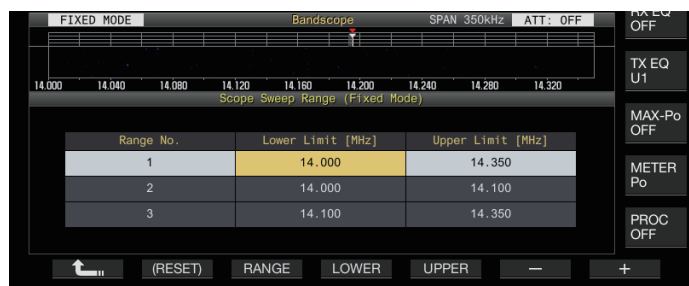 FIXED MODE Bandscope SPAN 350kHz ATT: OFF
RX EQ
OFF
TX EQ
U1
14.000 14.040 14.080 14.120 14.160 14.200 14.240 14.280 14.320
Scope Sweep Range (Fixed Mode)
MAX-Po
OFF
Range No. Lower Limit [MHz] Upper Limit [MHz]
1 14.000 14.350
METER
Po
2 14.000 14.100
3 14.100 14.350
PROC
OFF
(RESET) RANGE LOWER UPPER — +